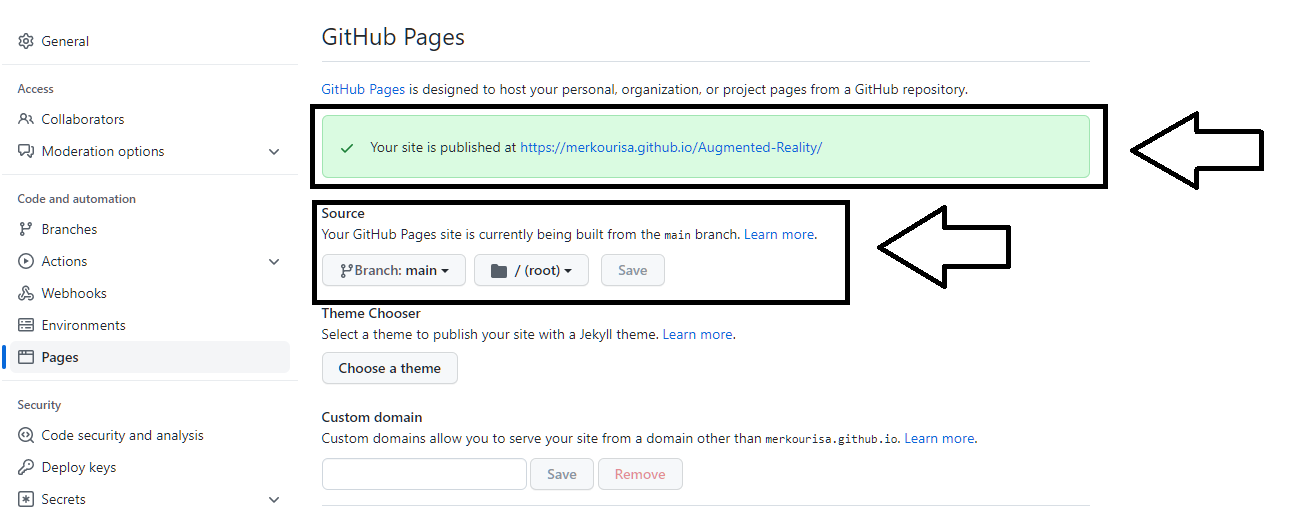 General
Access
Collaborators
Moderation options
Code and automation
Branches
Actions
Webhooks
Environments
Pages
Security
Code security and analysis
Deploy keys
Secrets
GitHub Pages
GitHub Pages is designed to host your personal, organization, or project pages from a GitHub repository.
Your site is published at https://merkourisa.github.io/Augmented-Reality/
Source
Your GitHub Pages site is currently being built from the main branch. Learn more.
Branch: main / (root) Save
Theme Chooser
Select a theme to publish your site with a Jekyll theme. Learn more.
Choose a theme
Custom domain
Custom domains allow you to serve your site from a domain other than merkourisa.github.io. Learn more.
Save Remove